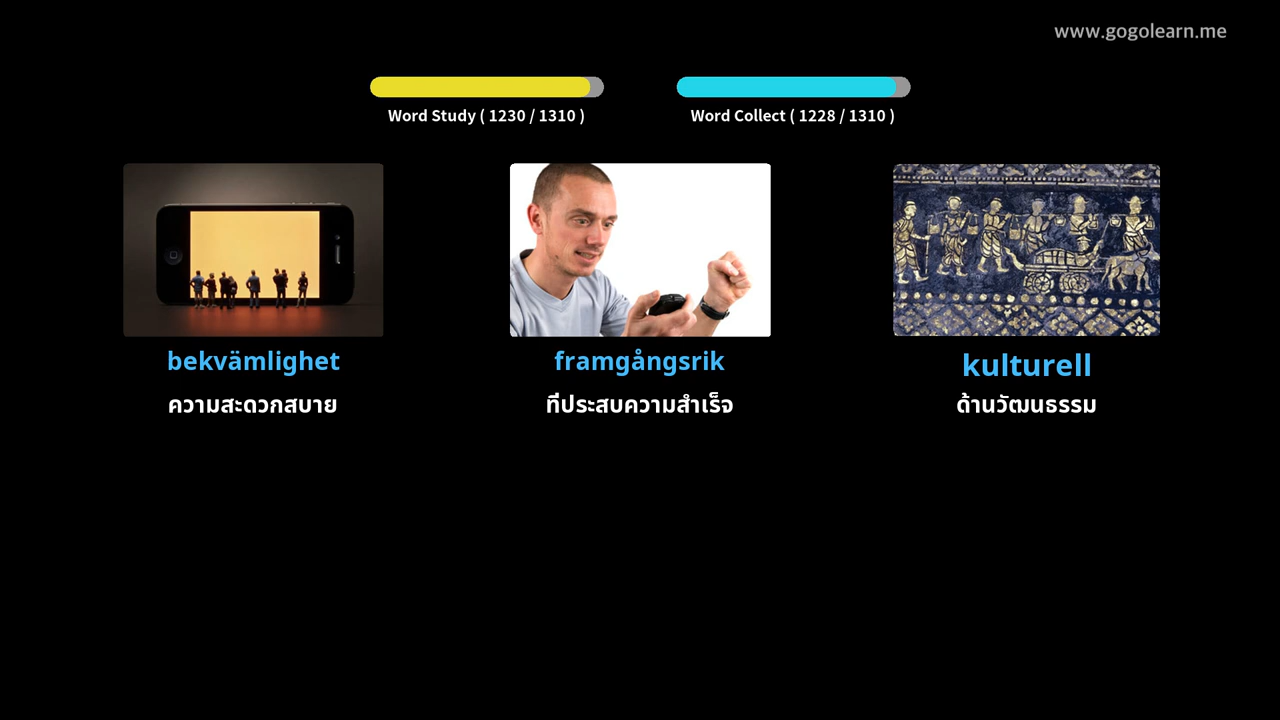 www.gogolearn.me
Word Study ( 1230 / 1310 )
Word Collect ( 1228 / 1310 )
bekvämlighet
framgångsrik
kulturell
ความสะดวกสบาย
ที่ประสบความสำเร็จ
ด้านวัฒนธรรม